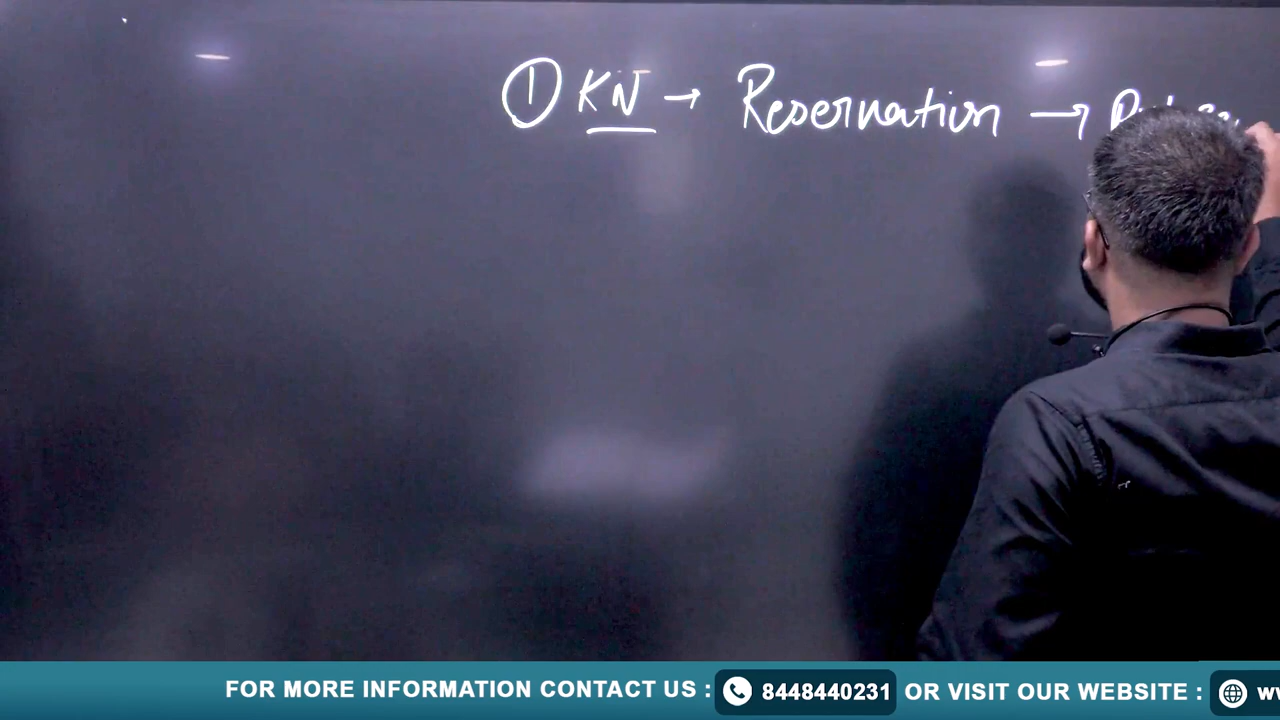 ① KN → Reservation →
FOR MORE INFORMATION CONTACT US : 8448440231 OR VISIT OUR WEBSITE :